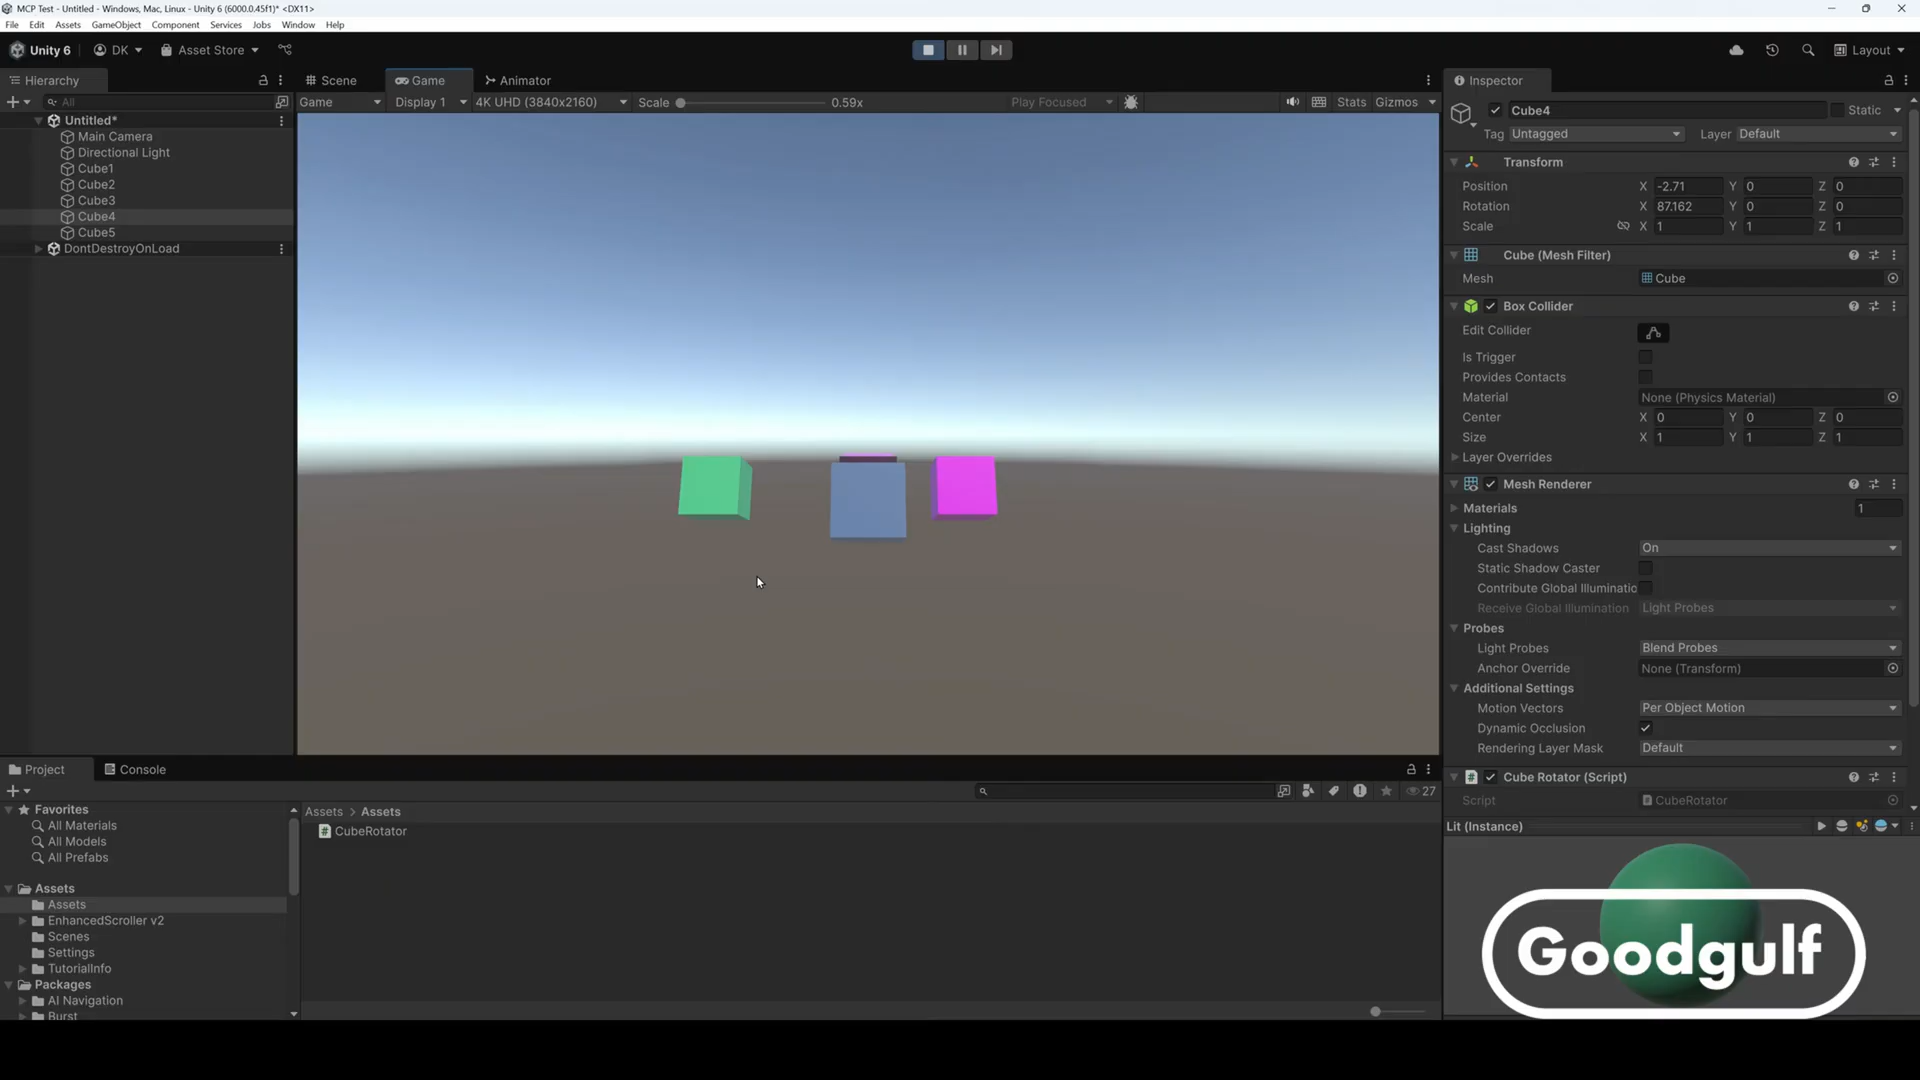 MCP Test - Untitled - Windows, Mac, Linux - Unity 6 (6000.0.45f1)* <DX11>
File Edit Assets GameObject Component Services Jobs Window Help
Unity 6 DK Asset Store Layout
Hierarchy
All
Untitled*
Main Camera
Directional Light
Cube1
Cube2
Cube3
Cube4
Cube5
DontDestroyOnLoad
Scene Game Animator
Game Display 1 4K UHD (3840x2160) Scale 0.59x Play Focused Stats Gizmos
Inspector
Cube4 Static
Tag Untagged Layer Default
Transform
Position X -2.71 Y 0 Z 0
Rotation X 87.162 Y 0 Z 0
Scale X 1 Y 1 Z 1
Cube (Mesh Filter)
Mesh Cube
Box Collider
Edit Collider
Is Trigger
Provides Contacts
Material None (Physics Material)
Center X 0 Y 0 Z 0
Size X 1 Y 1 Z 1
Layer Overrides
Mesh Renderer
Materials 1
Lighting
Cast Shadows On
Static Shadow Caster
Contribute Global Illuminatio
Receive Global Illumination Light Probes
Probes
Light Probes Blend Probes
Anchor Override None (Transform)
Additional Settings
Motion Vectors Per Object Motion
Dynamic Occlusion
Rendering Layer Mask Default
# Cube Rotator (Script)
Script CubeRotator
Lit (Instance)
Goodgulf
Project Console
27
Favorites
All Materials
All Models
All Prefabs
Assets
Assets
EnhancedScroller v2
Scenes
Settings
TutorialInfo
Packages
AI Navigation
Burst
Assets > Assets
# CubeRotator